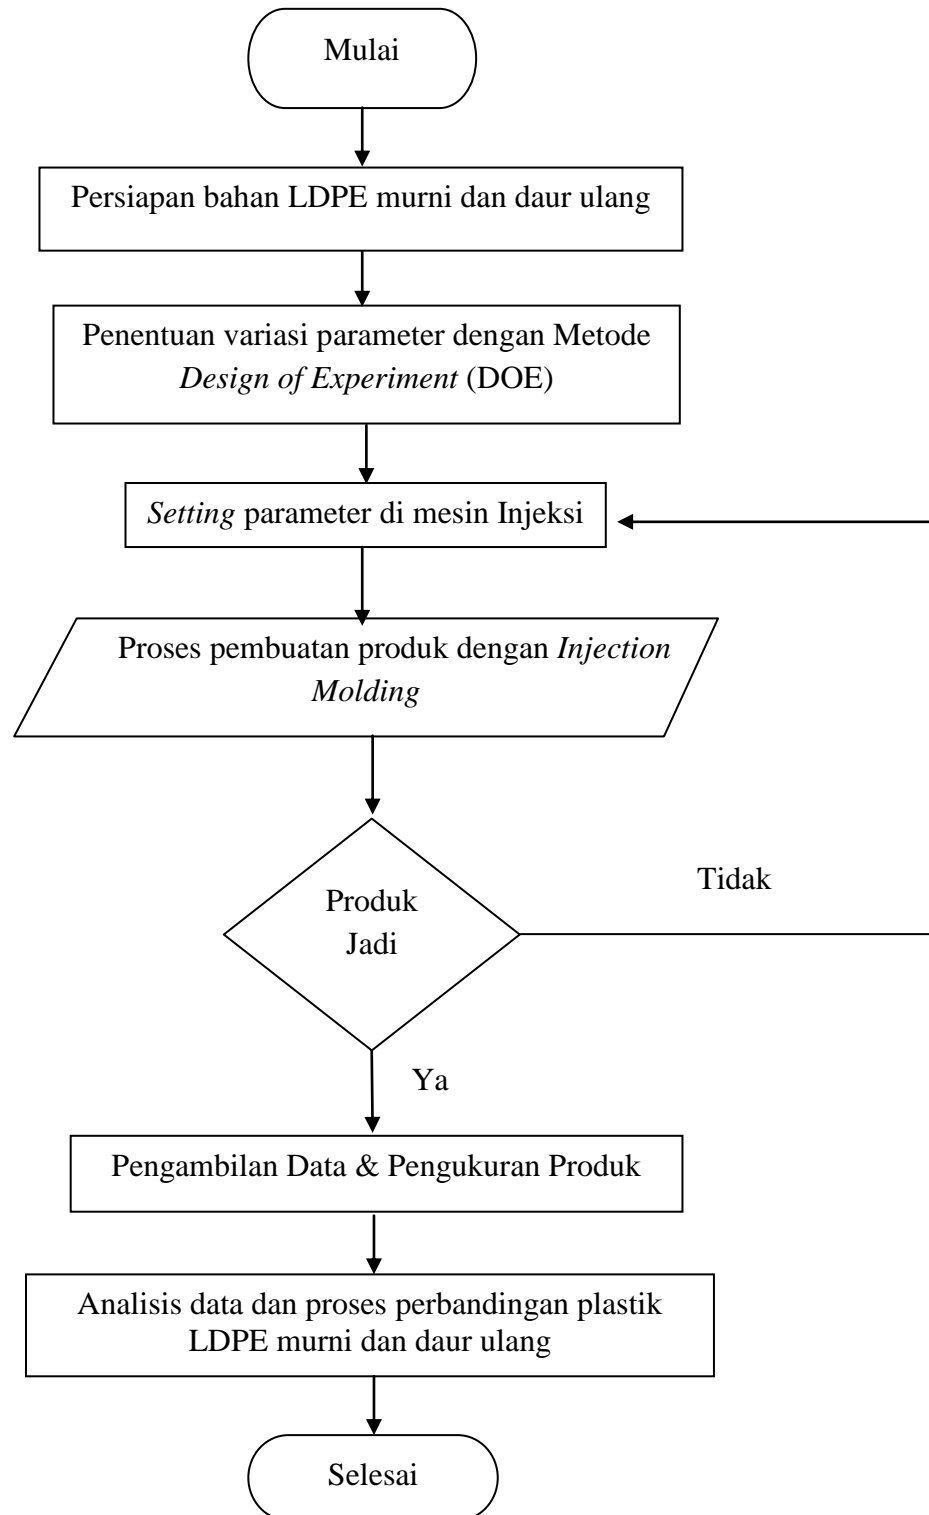 Mulai
Persiapan bahan LDPE murni dan daur ulang
Penentuan variasi parameter dengan Metode
Design of Experiment (DOE)
Setting parameter di mesin Injeksi
Proses pembuatan produk dengan Injection
Molding
Produk
Jadi
Tidak
Ya
Pengambilan Data & Pengukuran Produk
Analisis data dan proses perbandingan plastik
LDPE murni dan daur ulang
Selesai